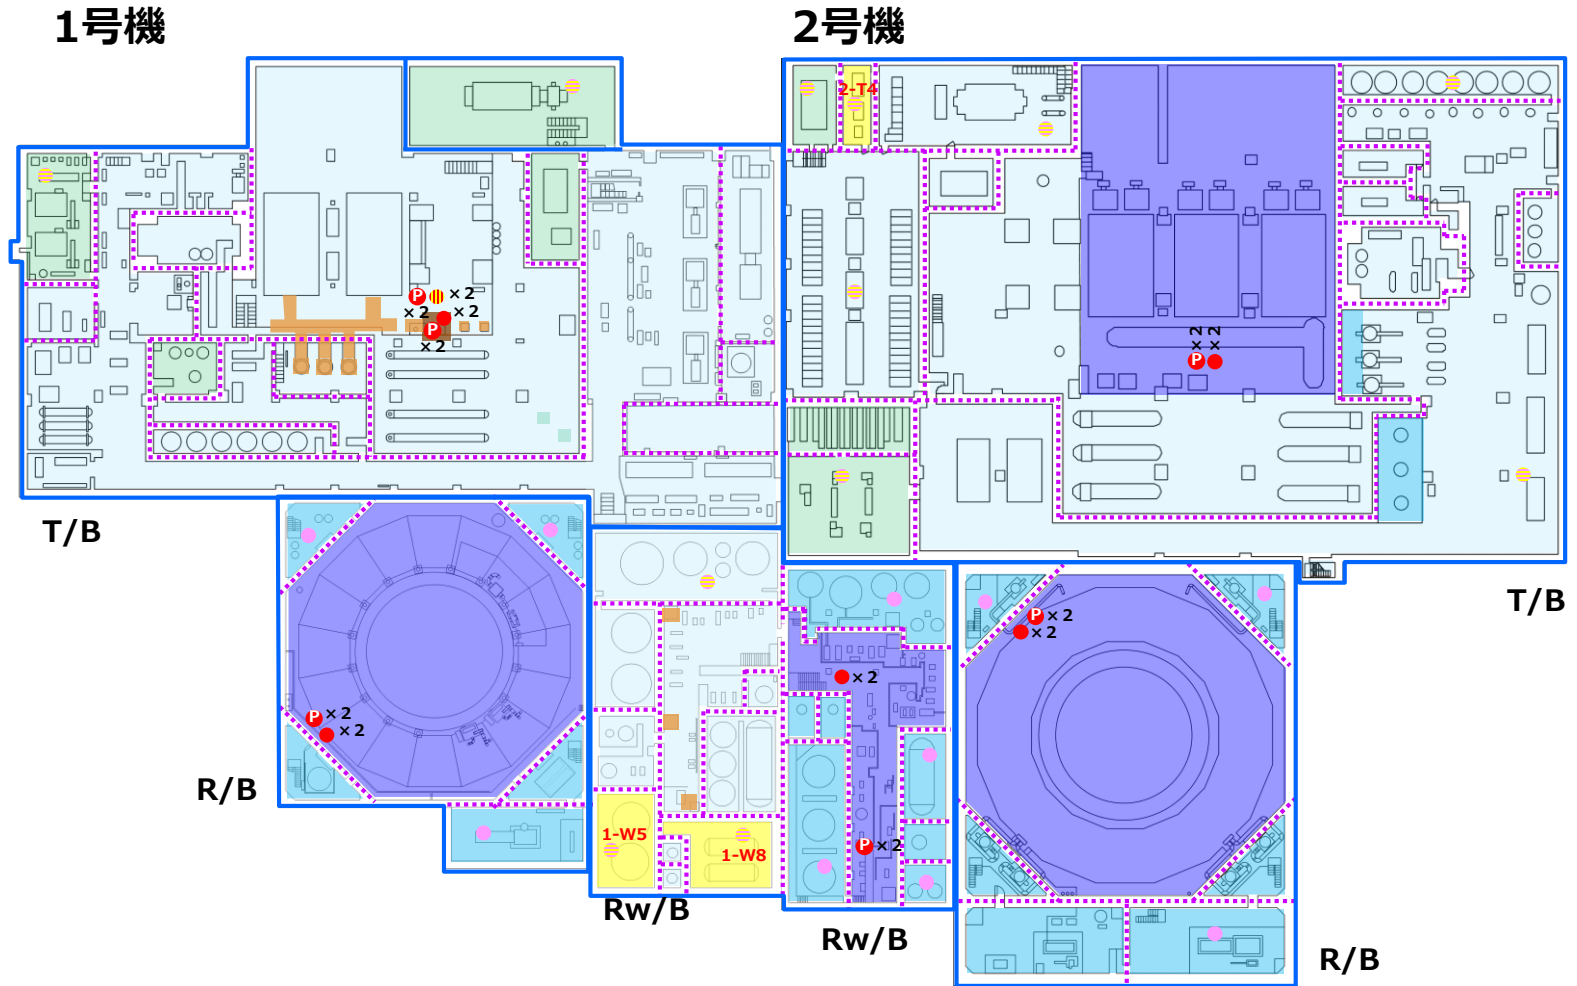 1号機
2号機
2-T4
P ×2
×2 ×2
P
×2
×2
×2
P
T/B
T/B
P ×2
×2
×2
P ×2
×2
P ×2
R/B
1-W5
1-W8
Rw/B
Rw/B
R/B